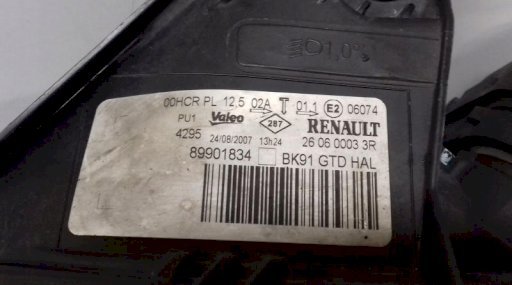 1,0%
00HCR PL 12,5 02A T 01.1 E2 06074
PU1 Valeo 287 RENAULT
4295 24/08/2007 13h24 26 06 0003 3R
89901834 BK91 GTD HAL